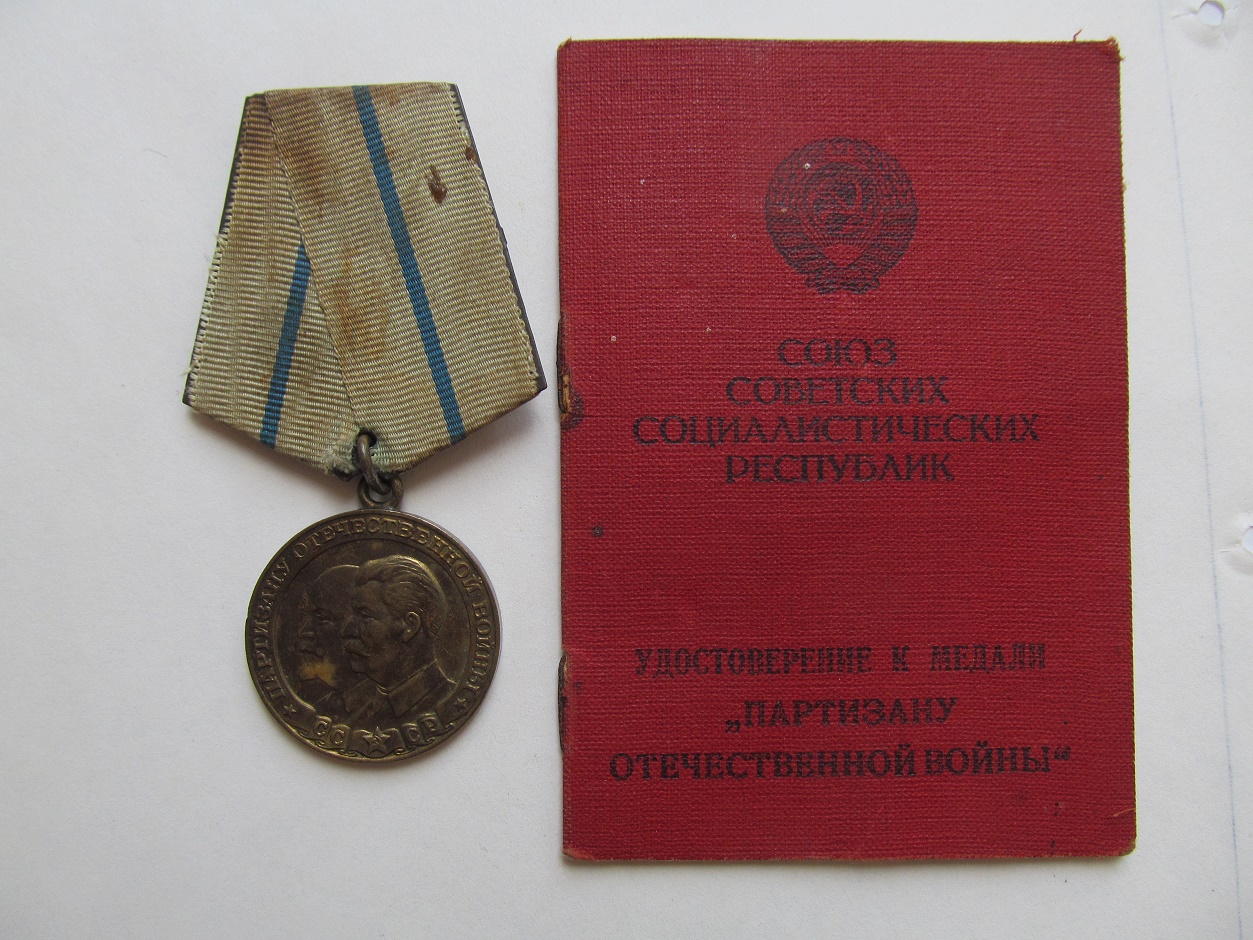 ПАРТИЗАНУ ОТЕЧЕСТВЕННОЙ ВОЙНЫ
СССР
СОЮЗ
СОВЕТСКИХ
СОЦИАЛИСТИЧЕСКИХ
РЕСПУБЛИК
УДОСТОВЕРЕНИЕ К МЕДАЛИ
„ПАРТИЗАНУ
ОТЕЧЕСТВЕННОЙ ВОЙНЫ“